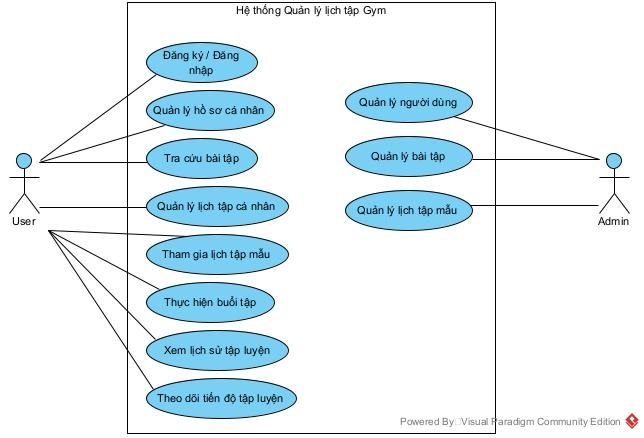 Hệ thống Quản lý lịch tập Gym
Đăng ký / Đăng
nhập
Quản lý hồ sơ cá nhân
Tra cứu bài tập
Quản lý lịch tập cá nhân
Tham gia lịch tập mẫu
Thực hiện buổi tập
Xem lịch sử tập luyện
Theo dõi tiến độ tập luyện
User
Quản lý người dùng
Quản lý bài tập
Quản lý lịch tập mẫu
Admin
Powered By□Visual Paradigm Community Edition